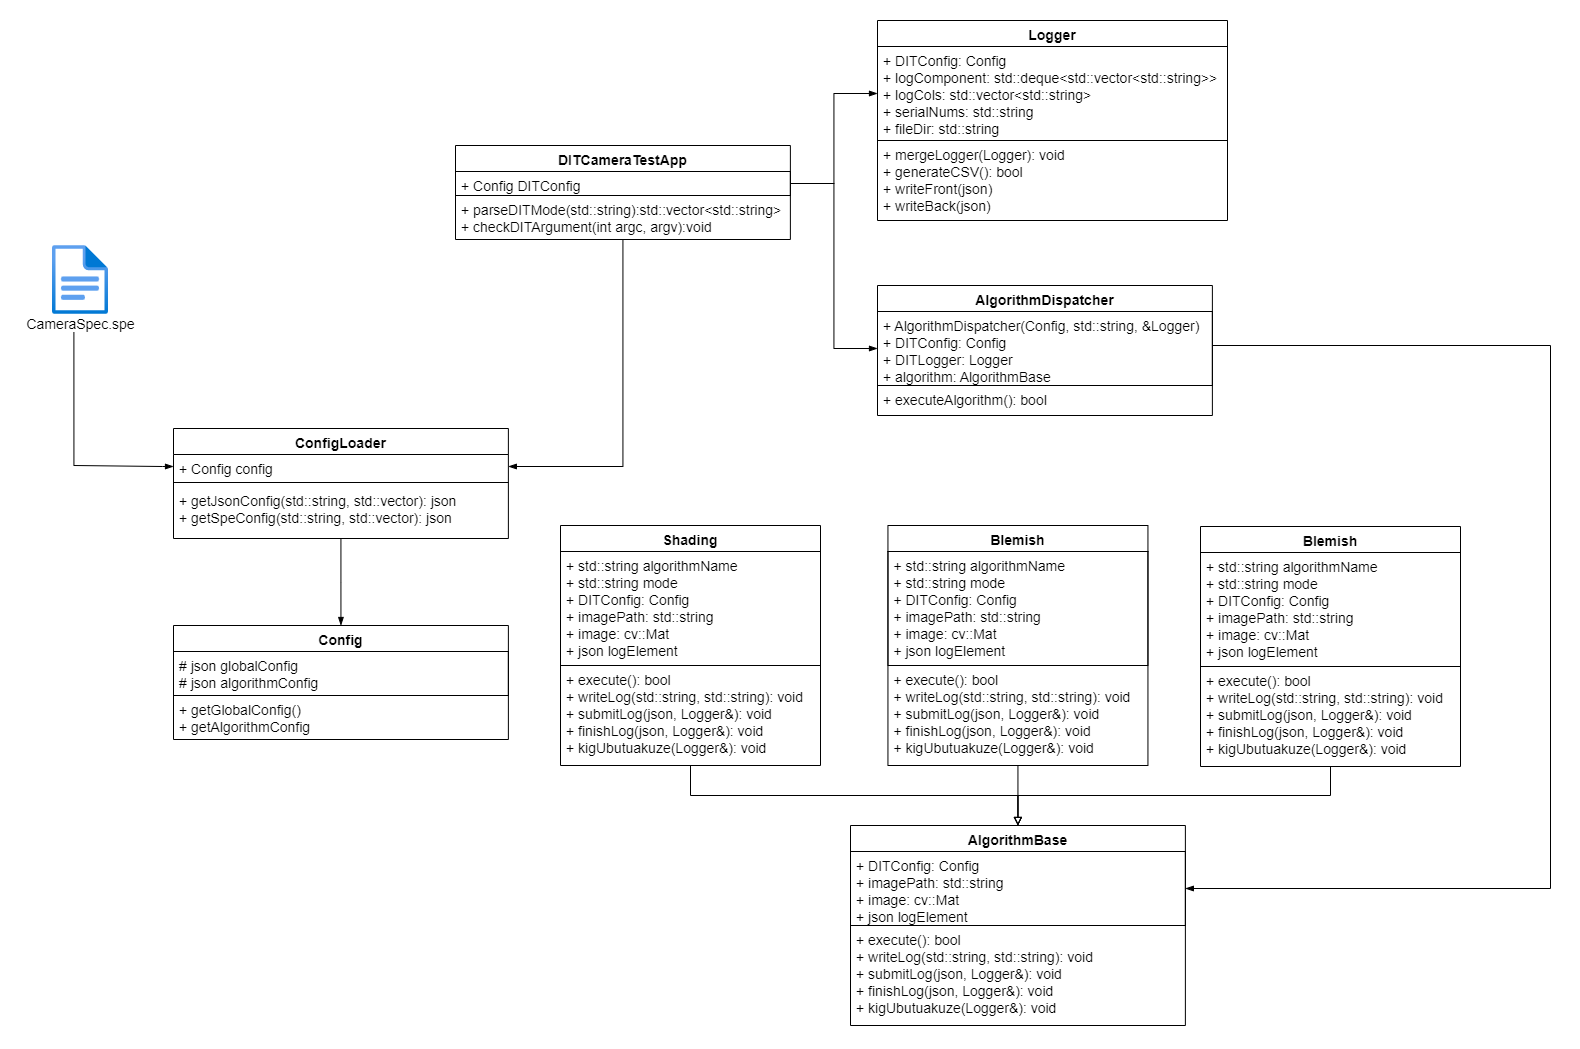 Logger
+ DITConfig: Config
+ logComponent: std::deque<std::vector<std::string>>
+ logCols: std::vector<std::string>
+ serialNums: std::string
+ fileDir: std::string
+ mergeLogger(Logger): void
+ generateCSV(): bool
+ writeFront(json)
+ writeBack(json)
DITCameraTestApp
+ Config DITConfig
+ parseDITMode(std::string):std::vector<std::string>
+ checkDITArgument(int argc, argv):void
CameraSpec.spe
AlgorithmDispatcher
+ AlgorithmDispatcher(Config, std::string, &Logger)
+ DITConfig: Config
+ DITLogger: Logger
+ algorithm: AlgorithmBase
+ executeAlgorithm(): bool
ConfigLoader
+ Config config
+ getJsonConfig(std::string, std::vector): json
+ getSpeConfig(std::string, std::vector): json
Config
# json globalConfig
# json algorithmConfig
+ getGlobalConfig()
+ getAlgorithmConfig
Shading
+ std::string algorithmName
+ std::string mode
+ DITConfig: Config
+ imagePath: std::string
+ image: cv::Mat
+ json logElement
+ execute(): bool
+ writeLog(std::string, std::string): void
+ submitLog(json, Logger&): void
+ finishLog(json, Logger&): void
+ kigUbutuakuze(Logger&): void
Blemish
+ std::string algorithmName
+ std::string mode
+ DITConfig: Config
+ imagePath: std::string
+ image: cv::Mat
+ json logElement
+ execute(): bool
+ writeLog(std::string, std::string): void
+ submitLog(json, Logger&): void
+ finishLog(json, Logger&): void
+ kigUbutuakuze(Logger&): void
Blemish
+ std::string algorithmName
+ std::string mode
+ DITConfig: Config
+ imagePath: std::string
+ image: cv::Mat
+ json logElement
+ execute(): bool
+ writeLog(std::string, std::string): void
+ submitLog(json, Logger&): void
+ finishLog(json, Logger&): void
+ kigUbutuakuze(Logger&): void
AlgorithmBase
+ DITConfig: Config
+ imagePath: std::string
+ image: cv::Mat
+ json logElement
+ execute(): bool
+ writeLog(std::string, std::string): void
+ submitLog(json, Logger&): void
+ finishLog(json, Logger&): void
+ kigUbutuakuze(Logger&): void